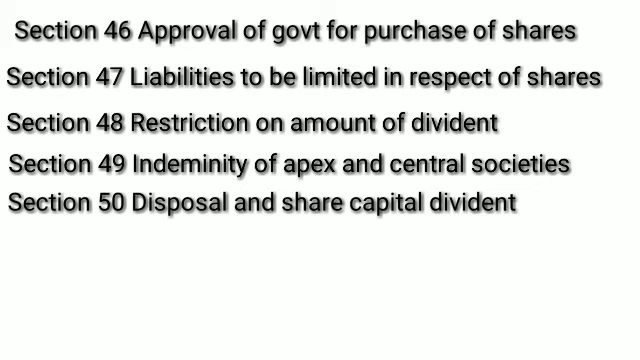 Section 46 Approval of govt for purchase of shares
Section 47 Liabilities to be limited in respect of shares
Section 48 Restriction on amount of divident
Section 49 Indeminity of apex and central societies
Section 50 Disposal and share capital divident